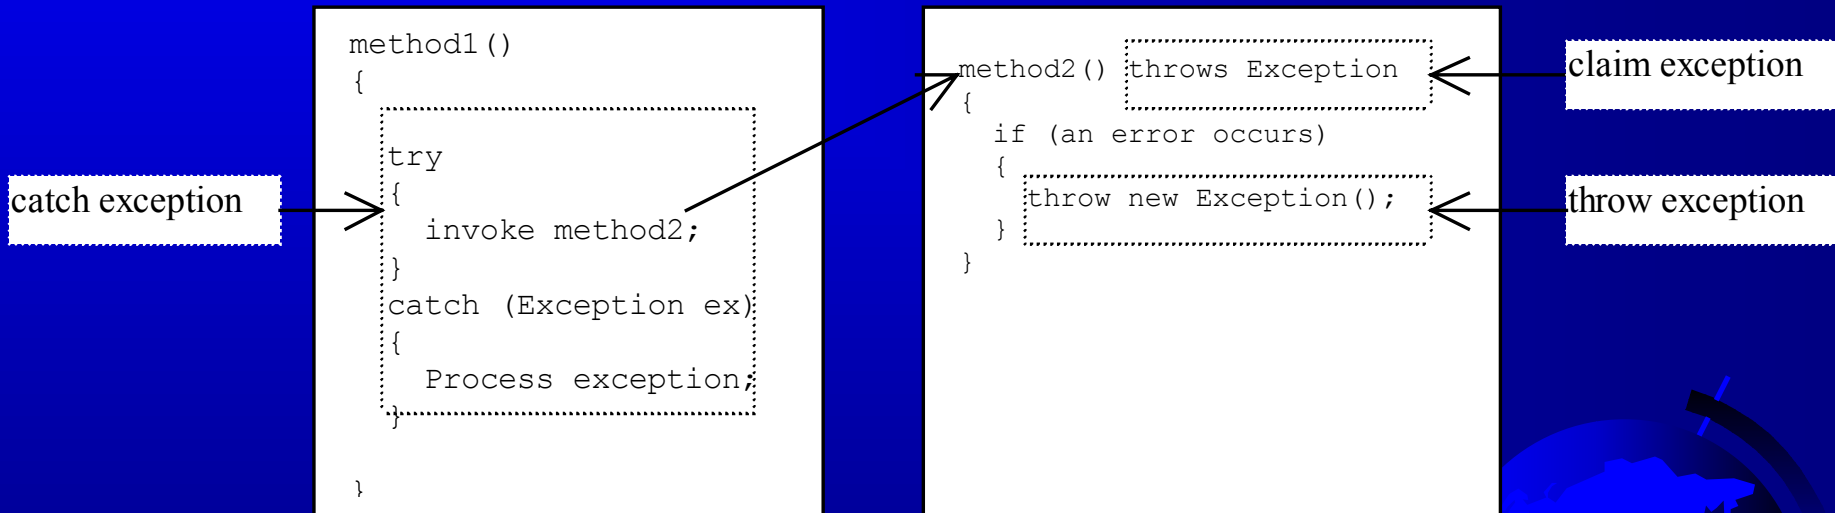 catch exception
method1()
{
try
{
invoke method2;
}
catch (Exception ex)
{
Process exception;
}
}
method2() throws Exception
{
if (an error occurs)
{
throw new Exception();
}
}
claim exception
throw exception